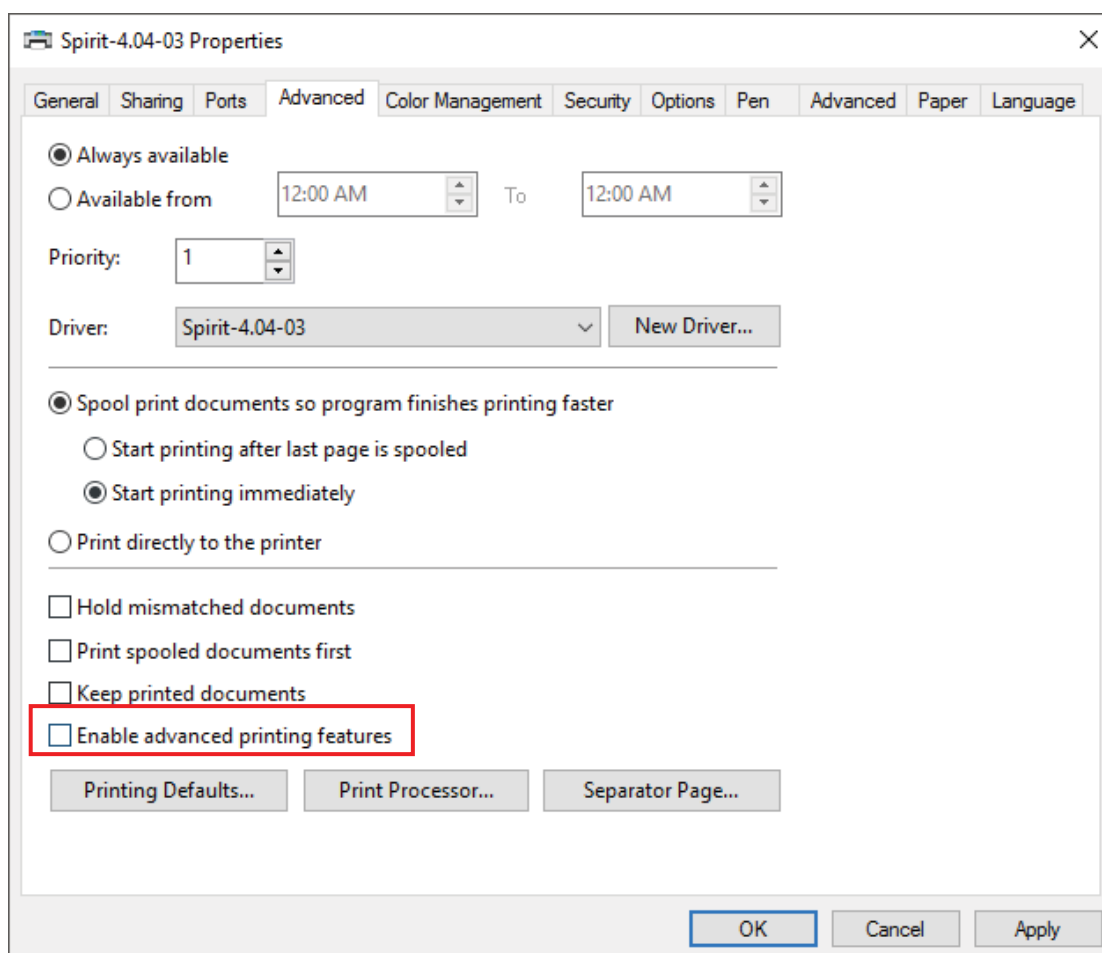 Spirit-4.04-03 Properties
General Sharing Ports Advanced Color Management Security Options Pen Advanced Paper Language
Always available
Available from 12:00 AM To 12:00 AM
Priority: 1
Driver: Spirit-4.04-03 New Driver...
Spool print documents so program finishes printing faster
Start printing after last page is spooled
Start printing immediately
Print directly to the printer
Hold mismatched documents
Print spooled documents first
Keep printed documents
Enable advanced printing features
Printing Defaults... Print Processor... Separator Page...
OK Cancel Apply